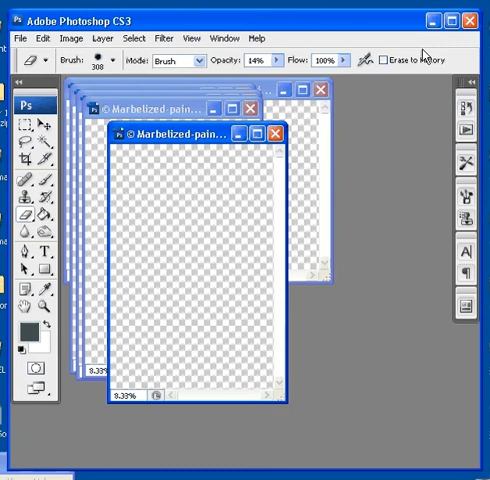 Ps Adobe Photoshop CS3
File Edit Image Layer Select Filter View Window Help
Brush: 308 Mode: Brush Opacity: 14% Flow: 100% Erase to History
Ps
© Marbelized-pain...
© Marbelized-pain...
T
A
8.33%
8.33%